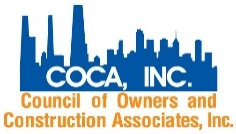 COCA, INC.
Council of Owners and
Construction Associates, Inc.